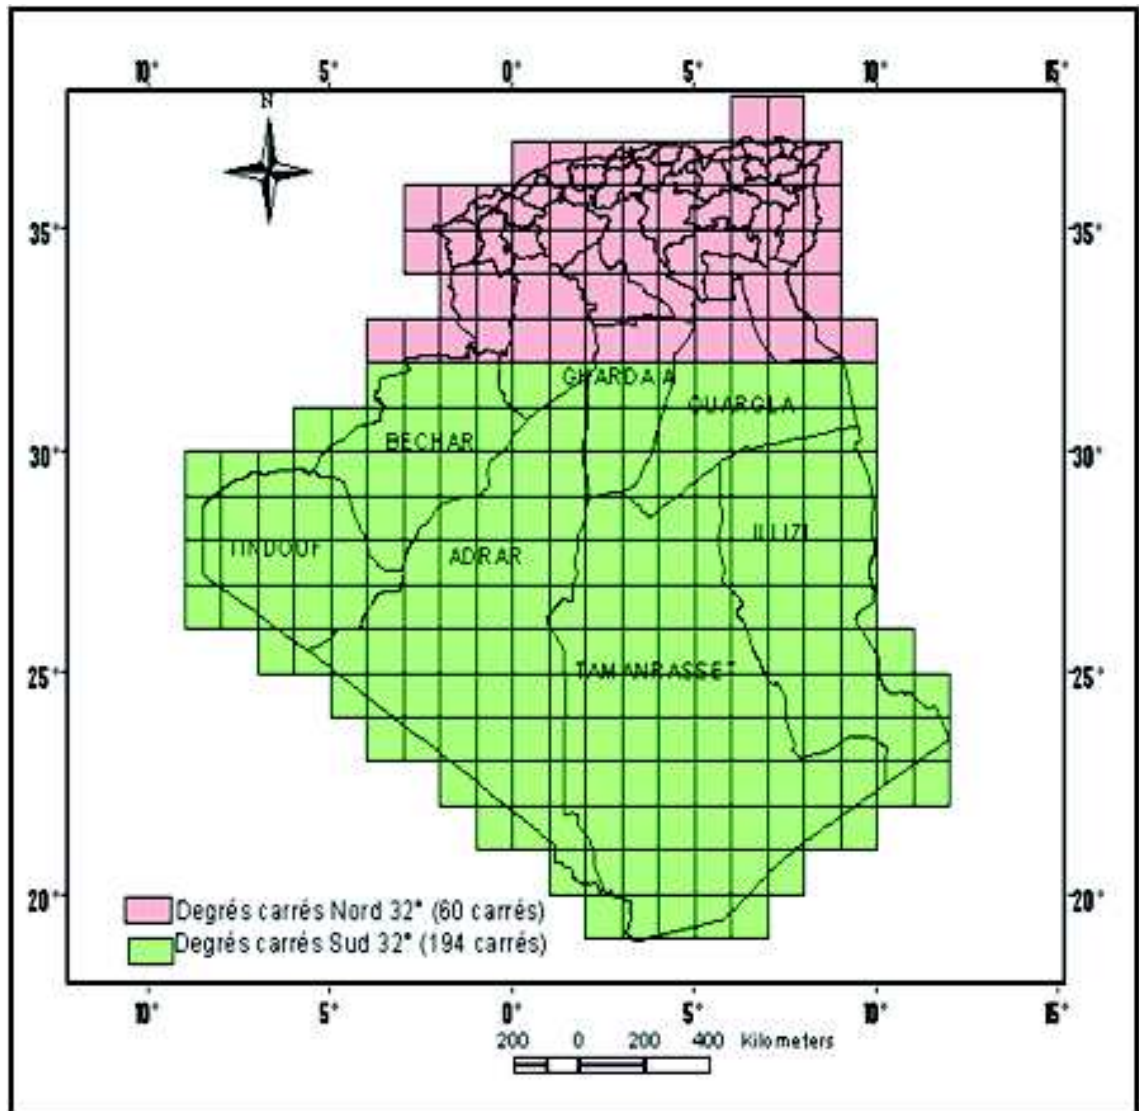 10° 5° 0° 5° 10° 15°
N
35° 35°
GHARDAIA
OUARGLA
BECHAR
30° 30°
ILLIZI
TINDOUF ADRAR
25° TAMANRASSET 25°
20° 20°
Degrés carrés Nord 32° (60 carrés)
Degrés carrés Sud 32° (194 carrés)
10° 5° 0° 5° 10° 15°
200 0 200 400 Kilometers